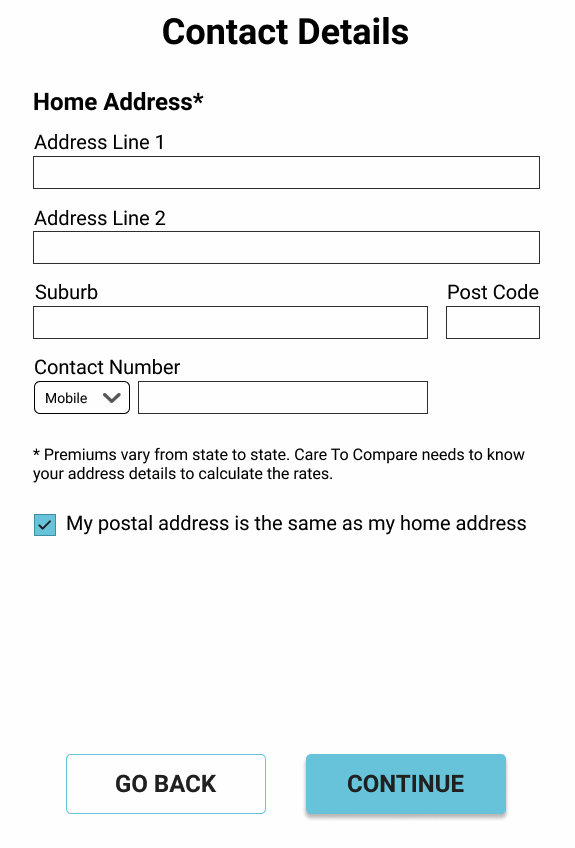 Contact Details
Home Address*
Address Line 1
Address Line 2
Suburb Post Code
Contact Number
Mobile
* Premiums vary from state to state. Care To Compare needs to know
your address details to calculate the rates.
My postal address is the same as my home address
GO BACK CONTINUE